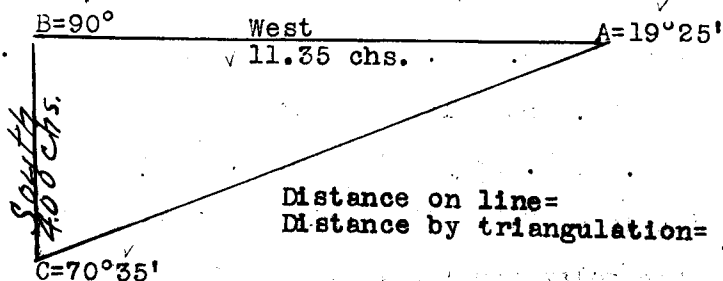 B=90° West A=19°25'
11.35 chs.
South
4.00 chs.
Distance on line=
Distance by triangulation=
C=70°35'